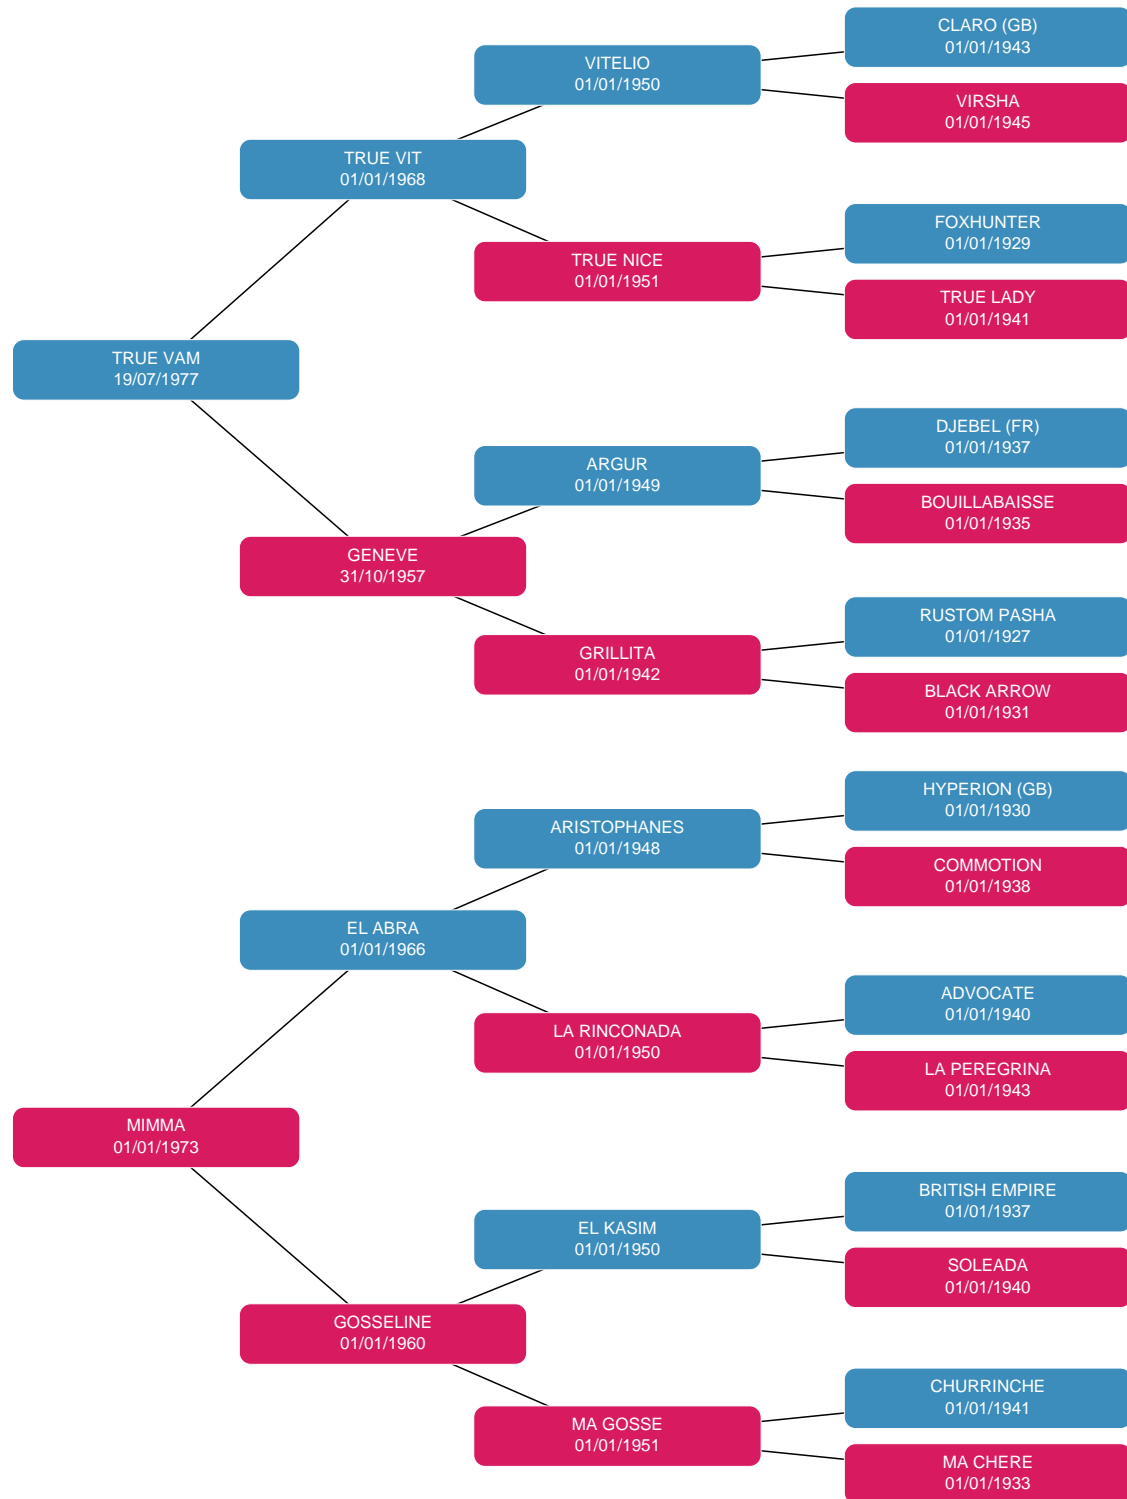 CLARO (GB)
01/01/1943
VITELIO
01/01/1950
VIRSHA
01/01/1945
TRUE VIT
01/01/1968
FOXHUNTER
01/01/1929
TRUE NICE
01/01/1951
TRUE LADY
01/01/1941
TRUE VAM
19/07/1977
DJEBEL (FR)
01/01/1937
ARGUR
01/01/1949
BOUILLABAISSE
01/01/1935
GENEVE
31/10/1957
RUSTOM PASHA
01/01/1927
GRILLITA
01/01/1942
BLACK ARROW
01/01/1931
HYPERION (GB)
01/01/1930
ARISTOPHANES
01/01/1948
COMMOTION
01/01/1938
EL ABRA
01/01/1966
ADVOCATE
01/01/1940
LA RINCONADA
01/01/1950
LA PEREGRINA
01/01/1943
MIMMA
01/01/1973
BRITISH EMPIRE
01/01/1937
EL KASIM
01/01/1950
SOLEADA
01/01/1940
GOSSELINE
01/01/1960
CHURRINCHE
01/01/1941
MA GOSSE
01/01/1951
MA CHERE
01/01/1933